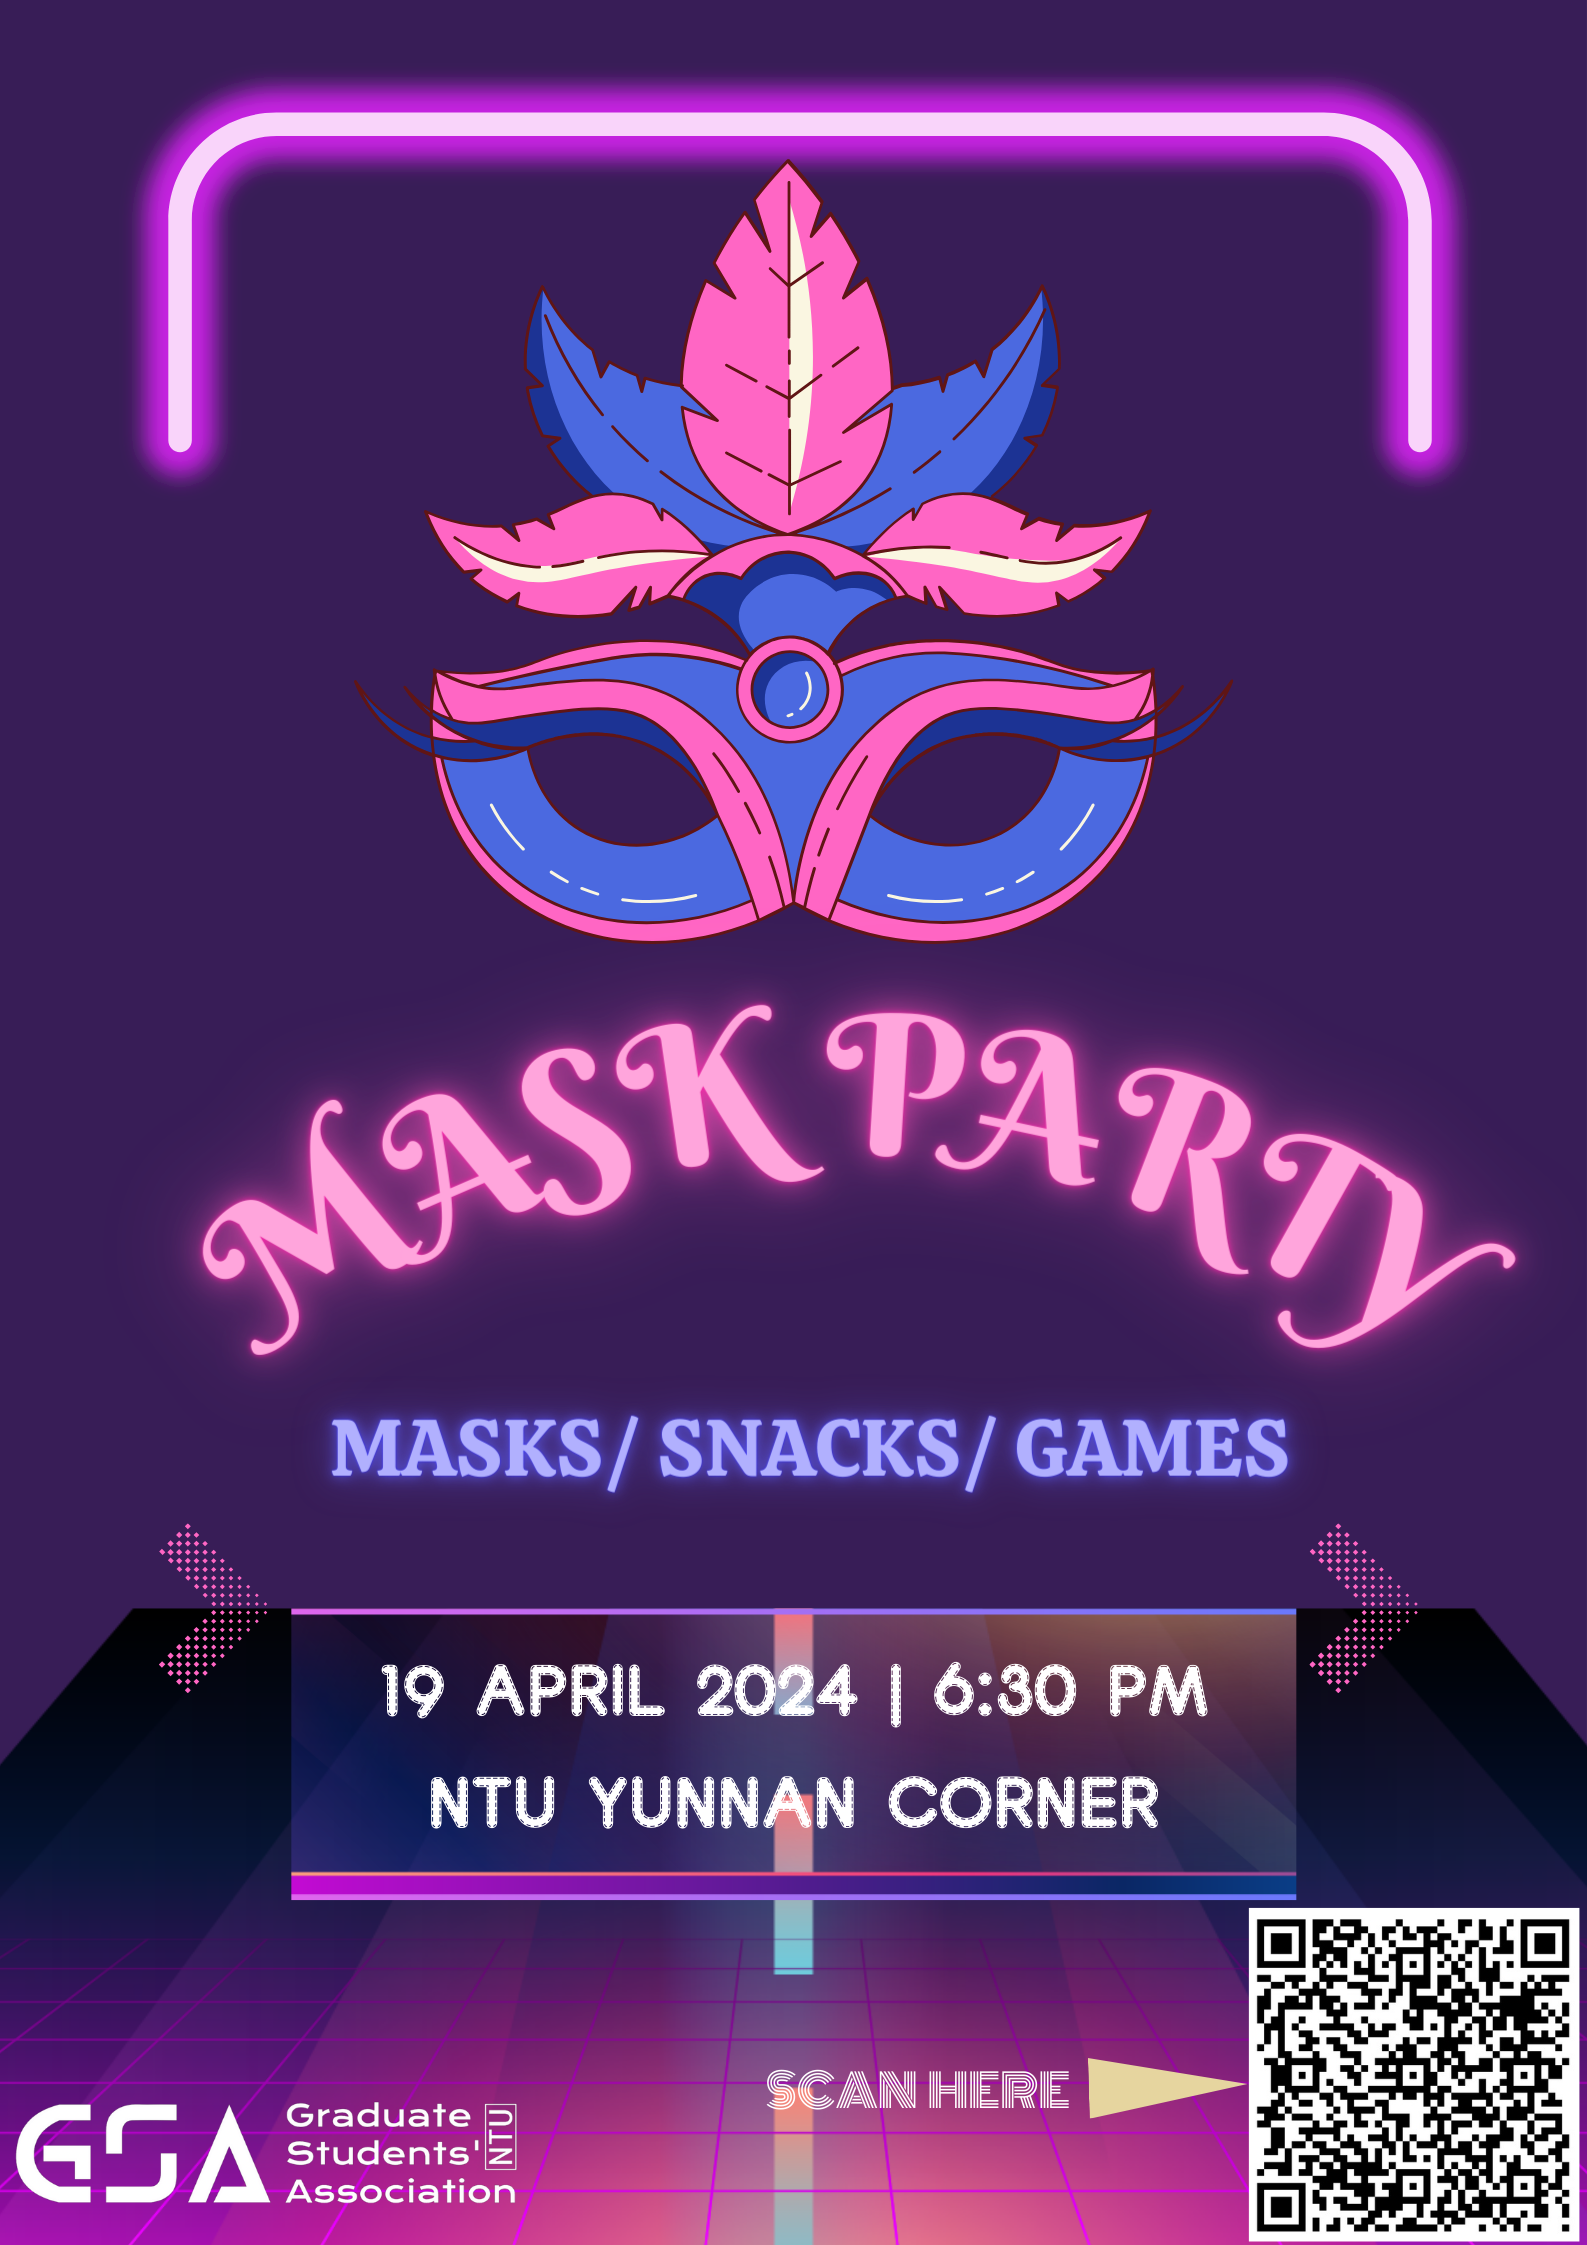 MASK PARTY
MASKS/ SNACKS/ GAMES
19 APRIL 2024 | 6:30 PM
NTU YUNNAN CORNER
SCAN HERE
GSA
Graduate
Students'
Association
NTU